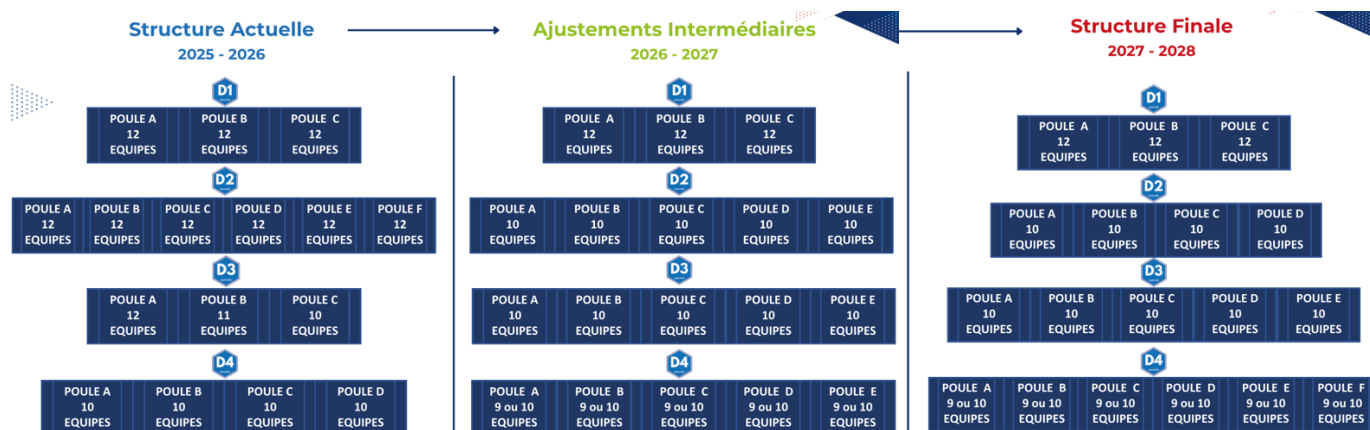 Structure Actuelle
2025 - 2026
D1
POULE A POULE B POULE C
12 12 12
EQUIPES EQUIPES EQUIPES
D2
POULE A POULE B POULE C POULE D POULE E POULE F
12 12 12 12 12 12
EQUIPES EQUIPES EQUIPES EQUIPES EQUIPES EQUIPES
D3
POULE A POULE B POULE C
12 11 10
EQUIPES EQUIPES EQUIPES
D4
POULE A POULE B POULE C POULE D
10 10 10 10
EQUIPES EQUIPES EQUIPES EQUIPES
Ajustements Intermédiaires
2026 - 2027
D1
POULE A POULE B POULE C
12 12 12
EQUIPES EQUIPES EQUIPES
D2
POULE A POULE B POULE C POULE D POULE E
10 10 10 10 10
EQUIPES EQUIPES EQUIPES EQUIPES EQUIPES
D3
POULE A POULE B POULE C POULE D POULE E
10 10 10 10 10
EQUIPES EQUIPES EQUIPES EQUIPES EQUIPES
D4
POULE A POULE B POULE C POULE D POULE E
9 ou 10 9 ou 10 9 ou 10 9 ou 10 9 ou 10
EQUIPES EQUIPES EQUIPES EQUIPES EQUIPES
Structure Finale
2027 - 2028
D1
POULE A POULE B POULE C
12 12 12
EQUIPES EQUIPES EQUIPES
D2
POULE A POULE B POULE C POULE D
10 10 10 10
EQUIPES EQUIPES EQUIPES EQUIPES
D3
POULE A POULE B POULE C POULE D POULE E
10 10 10 10 10
EQUIPES EQUIPES EQUIPES EQUIPES EQUIPES
D4
POULE A POULE B POULE C POULE D POULE E POULE F
9 ou 10 9 ou 10 9 ou 10 9 ou 10 9 ou 10 9 ou 10
EQUIPES EQUIPES EQUIPES EQUIPES EQUIPES EQUIPES